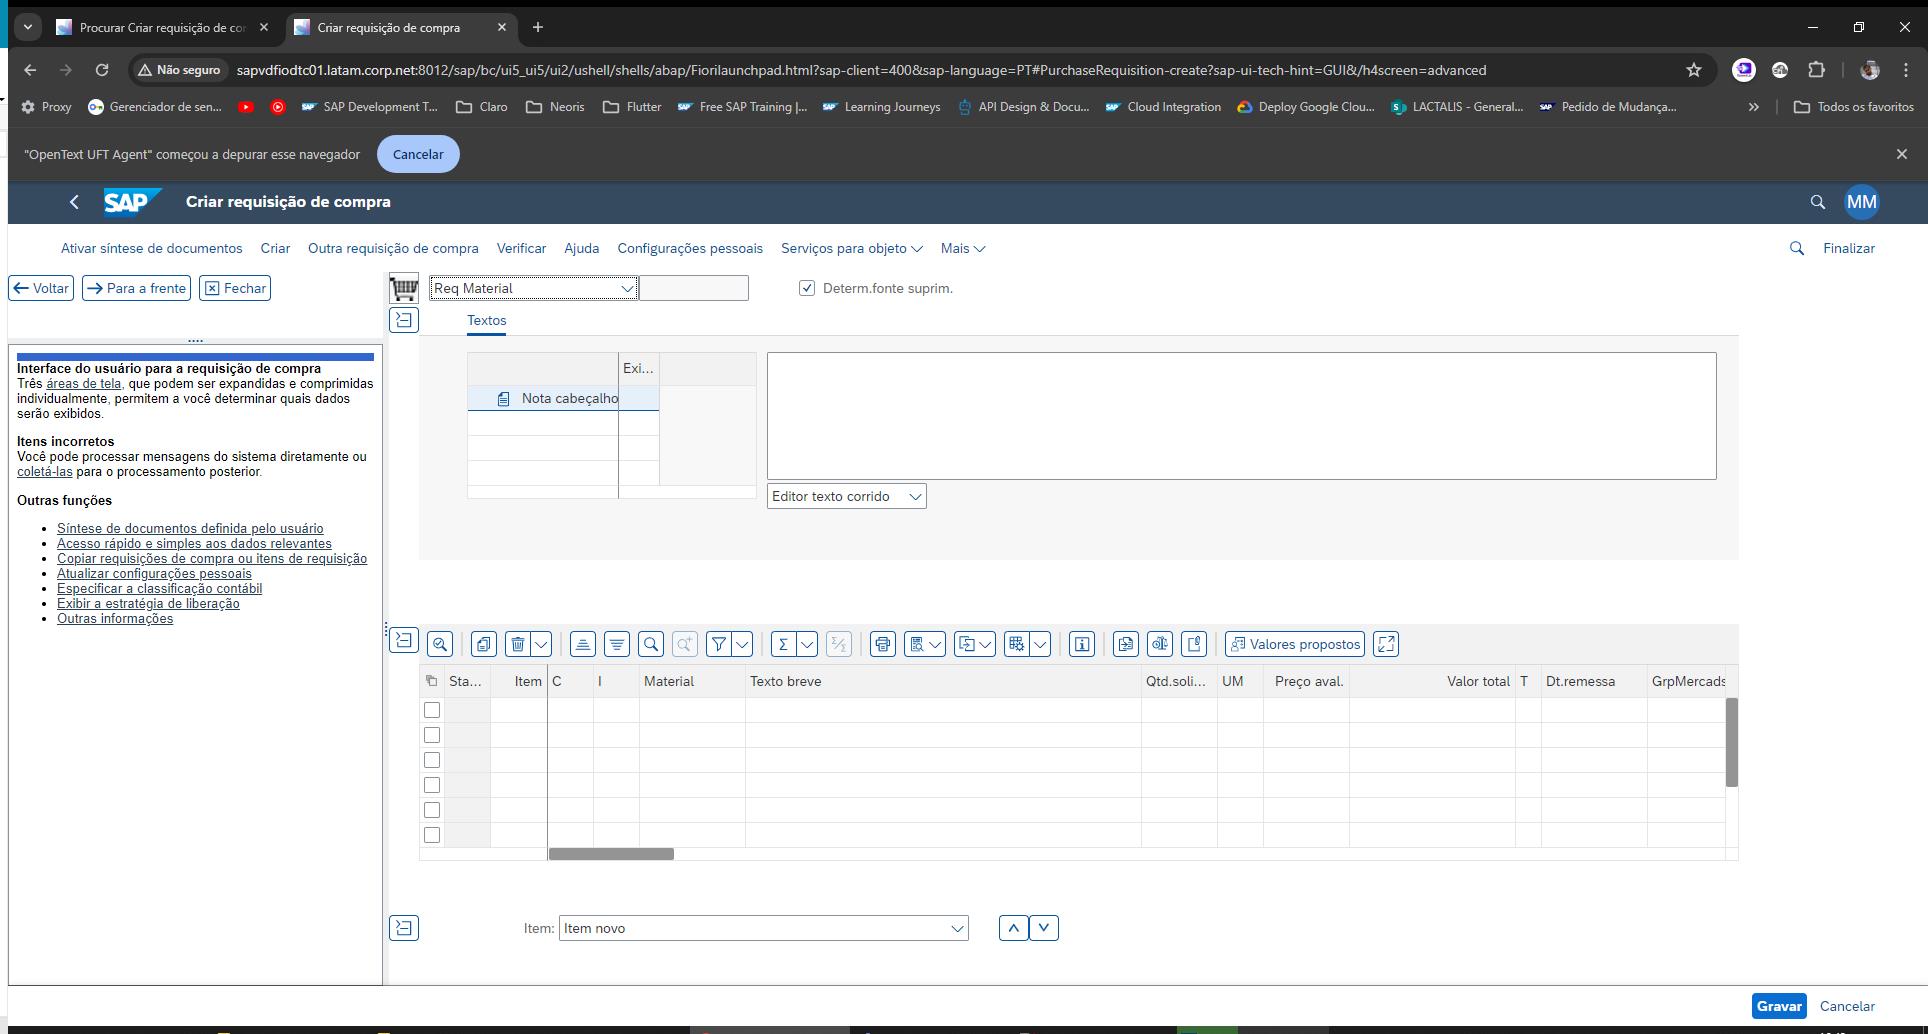 Procurar Criar requisição de cor
Criar requisição de compra
Não seguro
sapvdfiodtc01.latam.corp.net:8012/sap/bc/ui5_ui5/ui2/ushell/shells/abap/Fiorilaunchpad.html?sap-client=400&sap-language=PT#PurchaseRequisition-create?sap-ui-tech-hint=GUI&/h4screen=advanced
Proxy
Gerenciador de sen...
SAP Development T...
Claro
Neoris
Flutter
Free SAP Training |...
Learning Journeys
API Design & Docu...
Cloud Integration
Deploy Google Clou...
LACTALIS - General...
Pedido de Mudança...
»
Todos os favoritos
"OpenText UFT Agent" começou a depurar esse navegador
Cancelar
SAP
Criar requisição de compra
MM
Ativar síntese de documentos
Criar
Outra requisição de compra
Verificar
Ajuda
Configurações pessoais
Serviços para objeto
Mais
Finalizar
Voltar
Para a frente
Fechar
Req Material
Determ.fonte suprim.
Textos
Interface do usuário para a requisição de compra
Três áreas de tela, que podem ser expandidas e comprimidas
individualmente, permitem a você determinar quais dados
serão exibidos.
Itens incorretos
Você pode processar mensagens do sistema diretamente ou
coletá-las para o processamento posterior.
Outras funções
Síntese de documentos definida pelo usuário
Acesso rápido e simples aos dados relevantes
Copiar requisições de compra ou itens de requisição
Atualizar configurações pessoais
Especificar a classificação contábil
Exibir a estratégia de liberação
Outras informações
Exi...
Nota cabeçalho
Editor texto corrido
Valores propostos
Sta...
Item
C
I
Material
Texto breve
Qtd.soli...
UM
Preço aval.
Valor total
T
Dt.remessa
GrpMercads
Item:
Item novo
Gravar
Cancelar